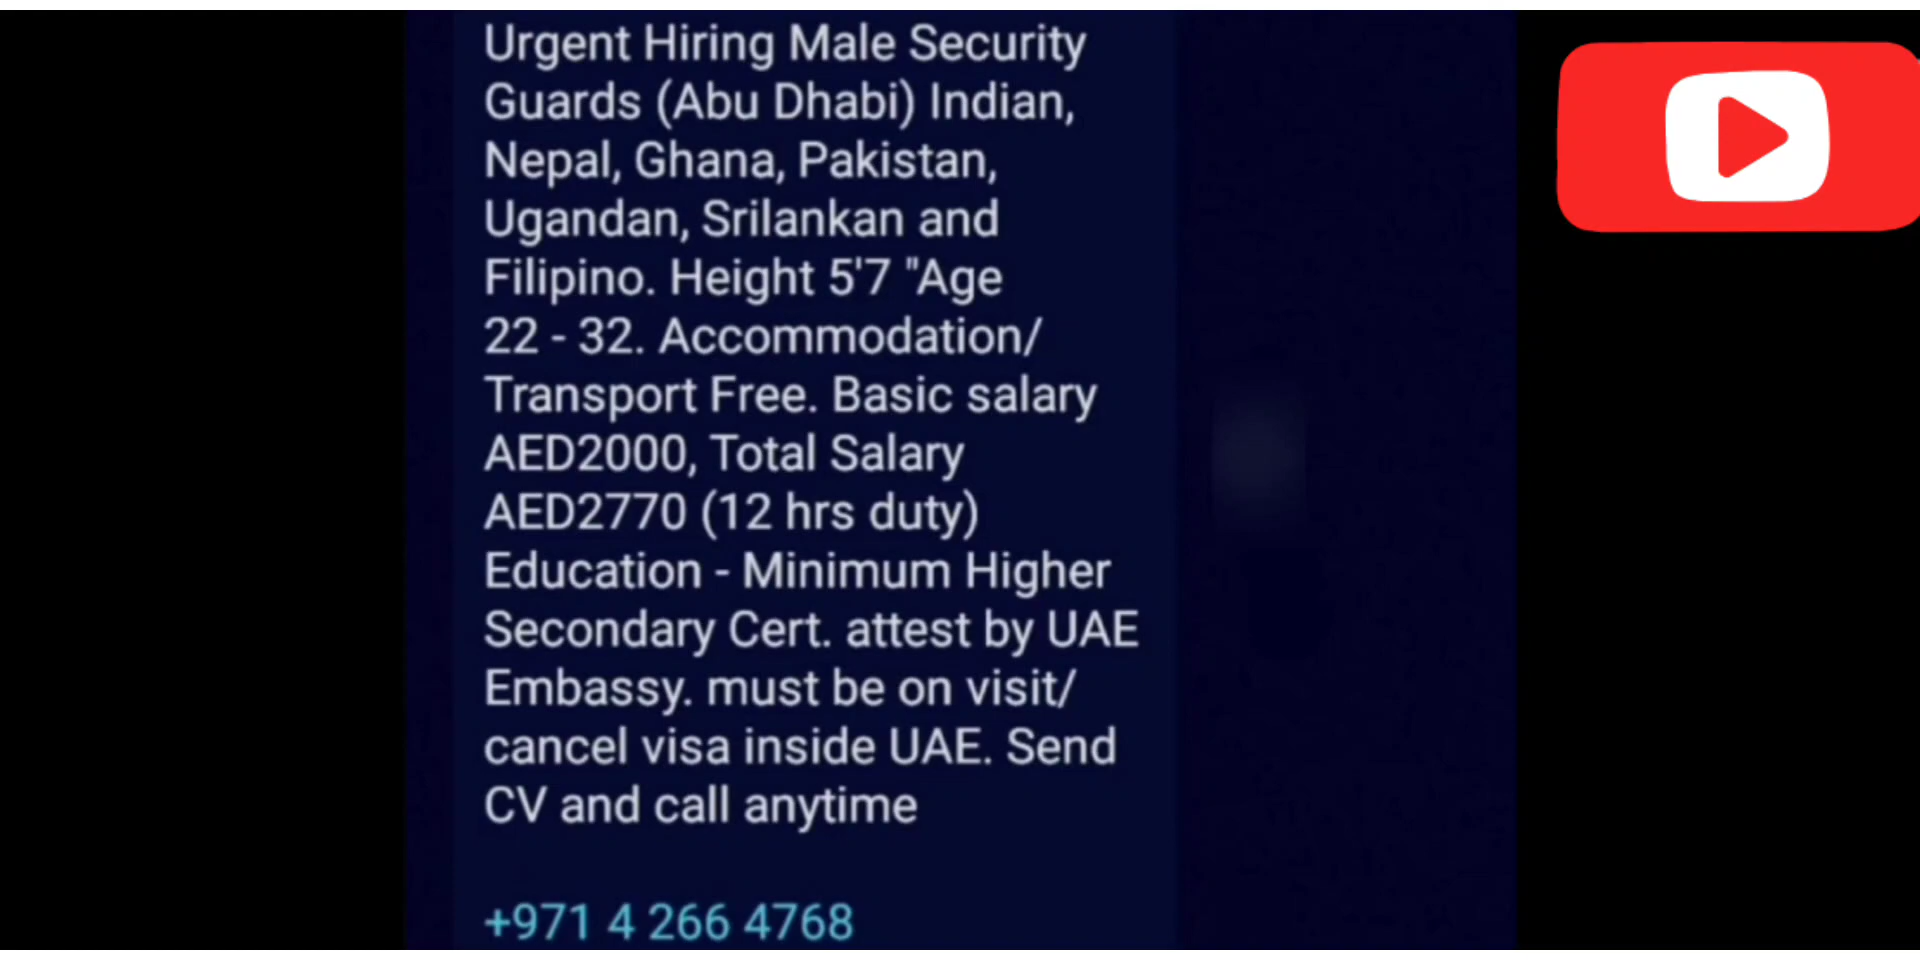 Urgent Hiring Male Security
Guards (Abu Dhabi) Indian,
Nepal, Ghana, Pakistan,
Ugandan, Srilankan and
Filipino. Height 5'7 "Age
22 - 32. Accommodation/
Transport Free. Basic salary
AED2000, Total Salary
AED2770 (12 hrs duty)
Education - Minimum Higher
Secondary Cert. attest by UAE
Embassy. must be on visit/
cancel visa inside UAE. Send
CV and call anytime
+971 4 266 4768